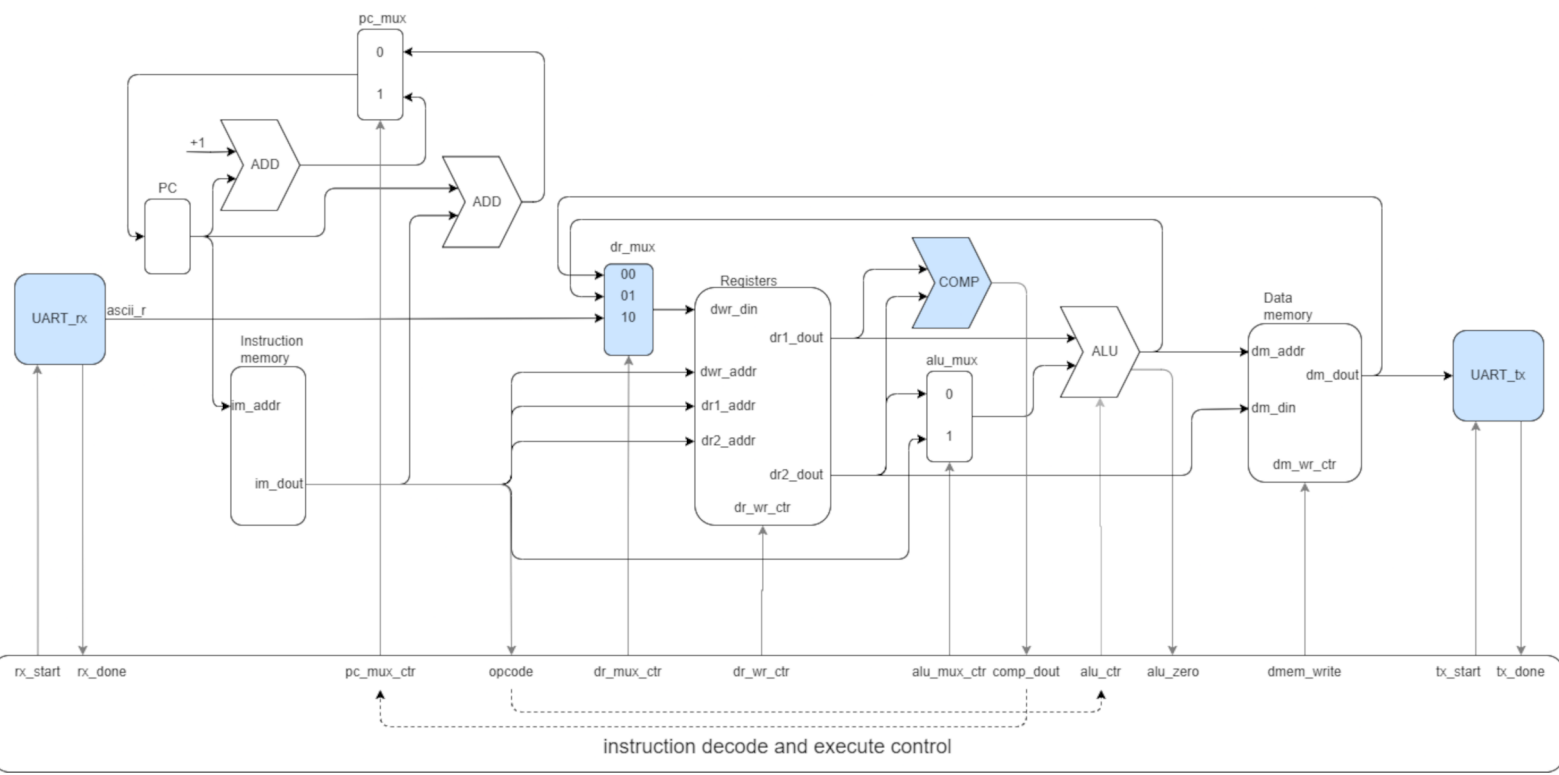 pc_mux
0
1
+1
ADD
PC
ADD
dr_mux
00
01
10
UART_rx
ascii_r
Instruction
memory
im_addr
im_dout
Registers
dwr_din
dr1_dout
dwr_addr
dr1_addr
dr2_addr
dr2_dout
dr_wr_ctr
COMP
alu_mux
0
1
ALU
Data
memory
dm_addr
dm_dout
dm_din
dm_wr_ctr
UART_tx
rx_start
rx_done
pc_mux_ctr
opcode
dr_mux_ctr
dr_wr_ctr
alu_mux_ctr
comp_dout
alu_ctr
alu_zero
dmem_write
tx_start
tx_done
instruction decode and execute control